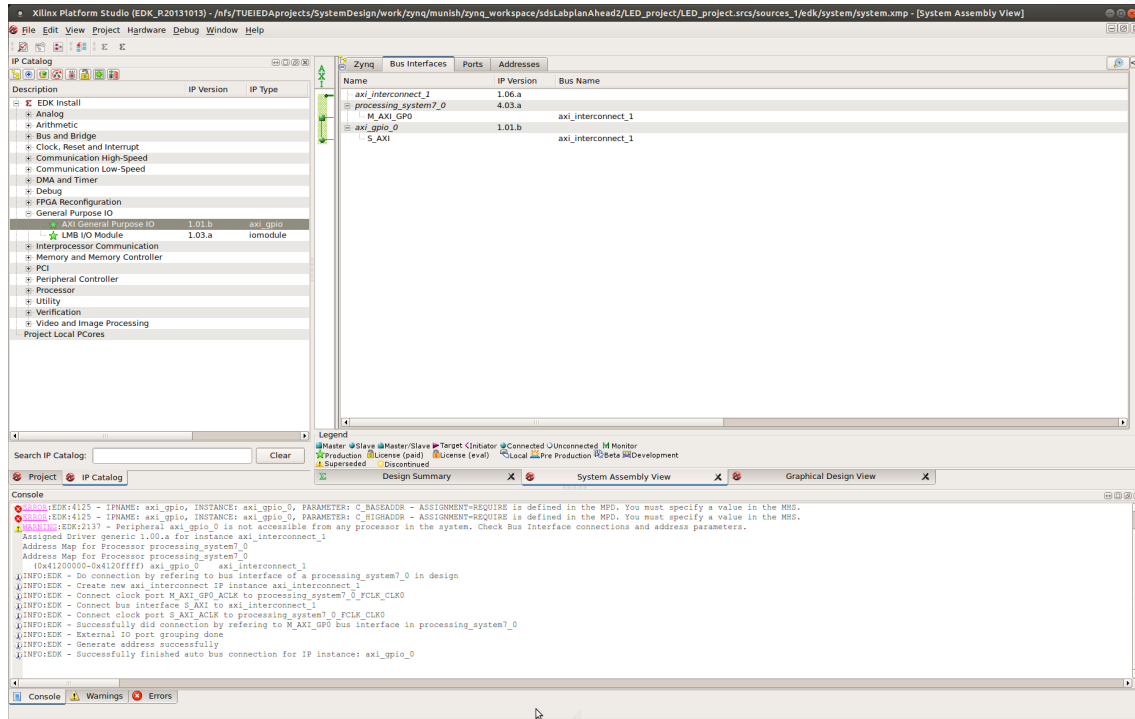 Xilinx Platform Studio (EDK_P.20131013) - /nfs/TUEIEDAprojects/SystemDesign/work/zynq/munish/zynq_workspace/sdsLabplanAhead2/LED_project/LED_project.srcs/sources_1/edk/system/system.xmp - [System Assembly View]
File Edit View Project Hardware Debug Window Help
IP Catalog
Description IP Version IP Type
EDK Install
Analog
Arithmetic
Bus and Bridge
Clock, Reset and Interrupt
Communication High-Speed
Communication Low-Speed
DMA and Timer
Debug
FPGA Reconfiguration
General Purpose IO
AXI General Purpose IO 1.01.b axi_gpio
LMB I/O Module 1.03.a iomodule
Interprocessor Communication
Memory and Memory Controller
PCI
Peripheral Controller
Processor
Utility
Verification
Video and Image Processing
Project Local PCores
Search IP Catalog: Clear
Project IP Catalog
A
X
I
Zynq Bus Interfaces Ports Addresses
Name IP Version Bus Name
axi_interconnect_1 1.06.a
processing_system7_0 4.03.a
M_AXI_GP0 axi_interconnect_1
axi_gpio_0 1.01.b
S_AXI axi_interconnect_1
Legend
Master Slave Master/Slave Target Initiator Connected Unconnected M Monitor
Production License (paid) License (eval) Local Pre Production Beta Development
Superseded Discontinued
Design Summary X System Assembly View X Graphical Design View X
Console
ERROR:EDK:4125 - IPNAME: axi_gpio, INSTANCE: axi_gpio_0, PARAMETER: C_BASEADDR - ASSIGNMENT=REQUIRE is defined in the MPD. You must specify a value in the MHS.
ERROR:EDK:4125 - IPNAME: axi_gpio, INSTANCE: axi_gpio_0, PARAMETER: C_HIGHADDR - ASSIGNMENT=REQUIRE is defined in the MPD. You must specify a value in the MHS.
WARNING:EDK:2137 - Peripheral axi_gpio_0 is not accessible from any processor in the system. Check Bus Interface connections and address parameters.
Assigned Driver generic 1.00.a for instance axi_interconnect_1
Address Map for Processor processing_system7_0
Address Map for Processor processing_system7_0
(0x41200000-0x4120ffff) axi_gpio_0 axi_interconnect_1
INFO:EDK - Do connection by refering to bus interface of a processing_system7_0 in design
INFO:EDK - Create new axi_interconnect IP instance axi_interconnect_1
INFO:EDK - Connect clock port M_AXI_GP0_ACLK to processing_system7_0_FCLK_CLK0
INFO:EDK - Connect bus interface S_AXI to axi_interconnect_1
INFO:EDK - Connect clock port S_AXI_ACLK to processing_system7_0_FCLK_CLK0
INFO:EDK - Successfully did connection by refering to M_AXI_GP0 bus interface in processing_system7_0
INFO:EDK - External IO port grouping done
INFO:EDK - Generate address successfully
INFO:EDK - Successfully finished auto bus connection for IP instance: axi_gpio_0
Console Warnings Errors